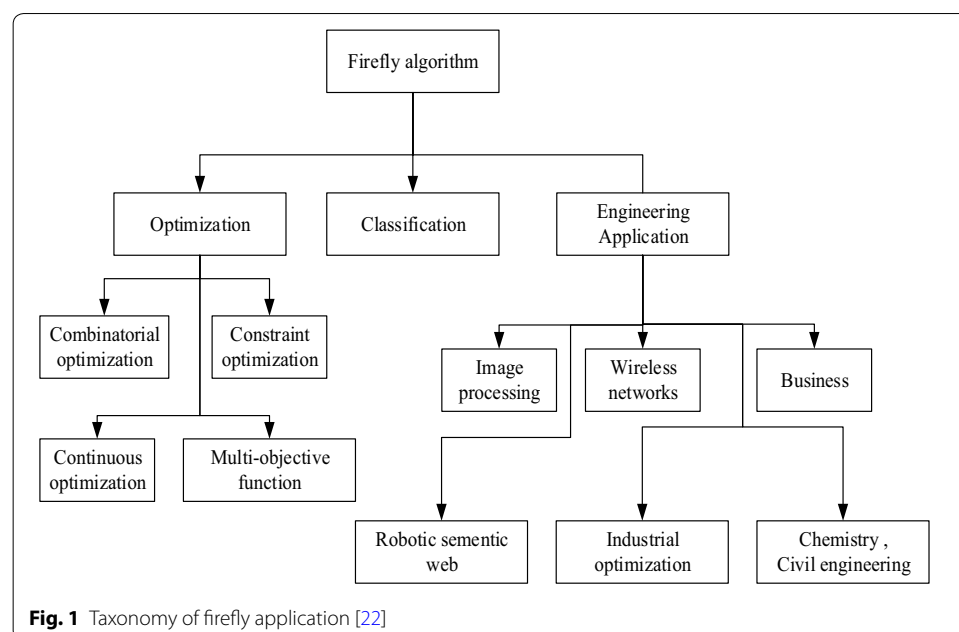 Firefly algorithm
Optimization
Classification
Engineering
Application
Combinatorial
optimization
Constraint
optimization
Image
processing
Wireless
networks
Business
Continuous
optimization
Multi-objective
function
Robotic sementic
web
Industrial
optimization
Chemistry ,
Civil engineering
Fig. 1 Taxonomy of firefly application [22]